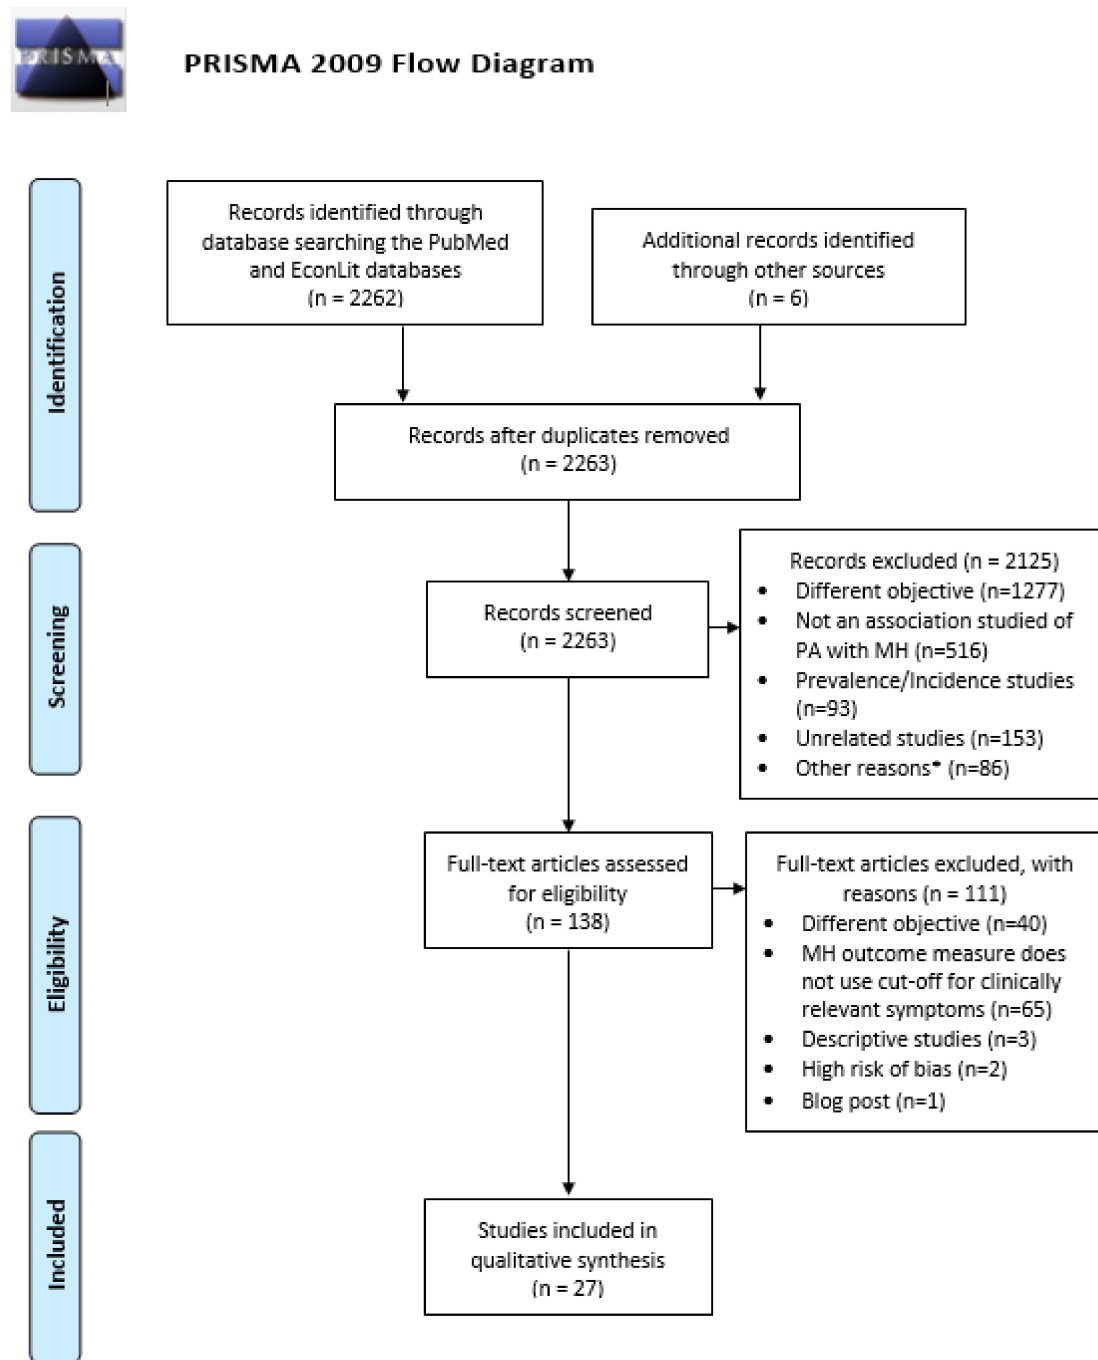 PRISMA
PRISMA 2009 Flow Diagram
Identification
Records identified through
database searching the PubMed
and EconLit databases
(n = 2262)
Additional records identified
through other sources
(n = 6)
Records after duplicates removed
(n = 2263)
Screening
Records screened
(n = 2263)
Records excluded (n = 2125)
• Different objective (n=1277)
• Not an association studied of
PA with MH (n=516)
• Prevalence/Incidence studies
(n=93)
• Unrelated studies (n=153)
• Other reasons* (n=86)
Eligibility
Full-text articles assessed
for eligibility
(n = 138)
Full-text articles excluded, with
reasons (n = 111)
• Different objective (n=40)
• MH outcome measure does
not use cut-off for clinically
relevant symptoms (n=65)
• Descriptive studies (n=3)
• High risk of bias (n=2)
• Blog post (n=1)
Included
Studies included in
qualitative synthesis
(n = 27)